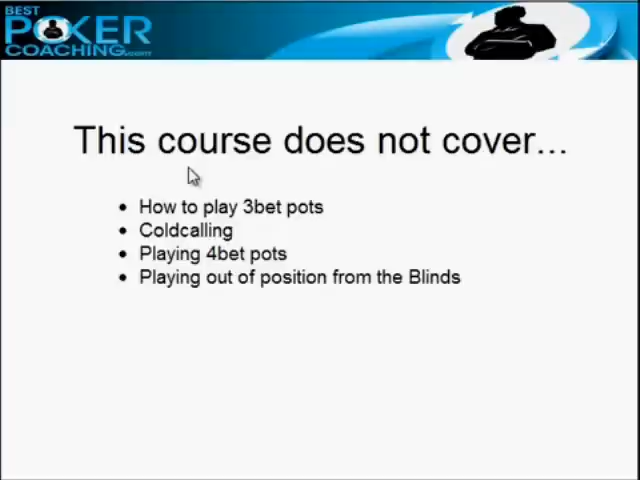 BEST
POKER
COACHING.com
This course does not cover...
• How to play 3bet pots
• Coldcalling
• Playing 4bet pots
• Playing out of position from the Blinds